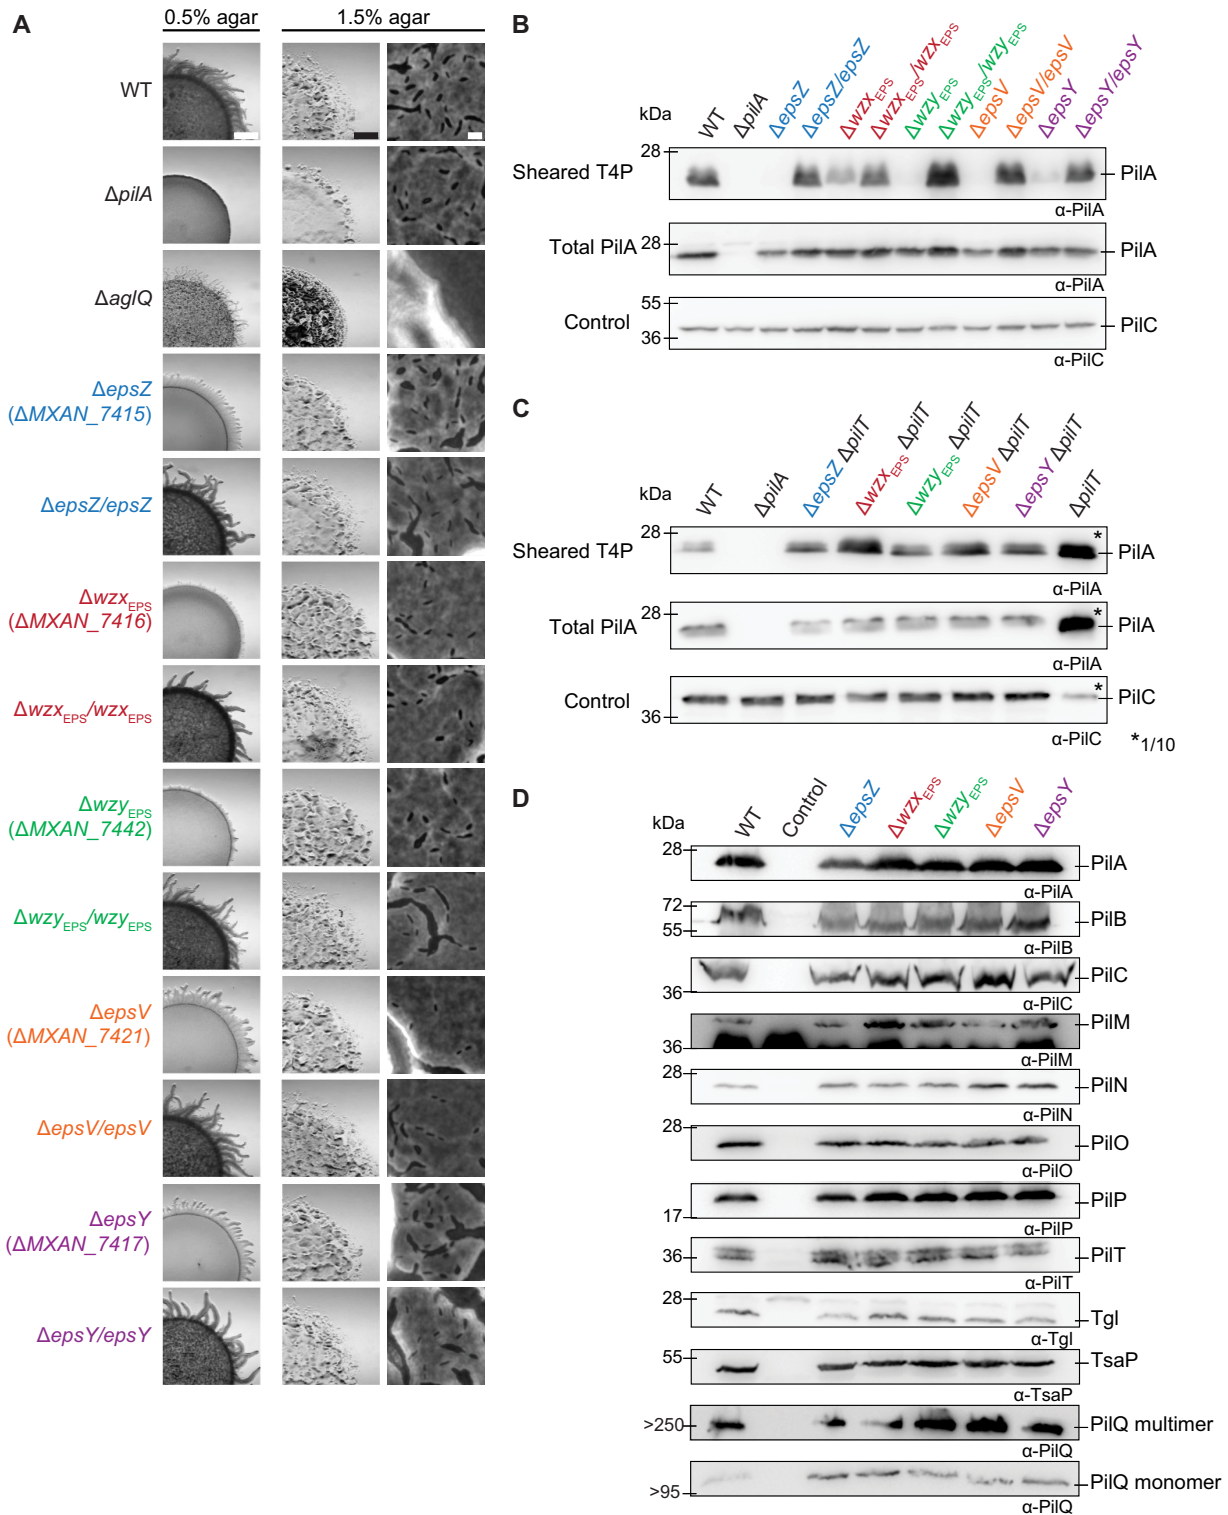 A
0.5% agar
1.5% agar
WT
ΔpilA
ΔaglQ
ΔepsZ
(ΔMXAN_7415)
ΔepsZ/epsZ
ΔwzxEPS
(ΔMXAN_7416)
ΔwzxEPS/wzxEPS
ΔwzyEPS
(ΔMXAN_7442)
ΔwzyEPS/wzyEPS
ΔepsV
(ΔMXAN_7421)
ΔepsV/epsV
ΔepsY
(ΔMXAN_7417)
ΔepsY/epsY
B
kDa
WT
ΔpilA
ΔepsZ
ΔepsZ/epsZ
ΔwzxEPS
ΔwzxEPS/wzxEPS
ΔwzyEPS
ΔwzyEPS/wzyEPS
ΔepsV
ΔepsV/epsV
ΔepsY
ΔepsY/epsY
28
Sheared T4P
PilA
α-PilA
Total PilA
28
PilA
α-PilA
55
Control
36
PilC
α-PilC
C
kDa
WT
ΔpilA
ΔepsZ ΔpilT
ΔwzxEPS ΔpilT
ΔwzyEPS ΔpilT
ΔepsV ΔpilT
ΔepsY ΔpilT
ΔpilT
28
*
Sheared T4P
PilA
α-PilA
28
*
Total PilA
PilA
α-PilA
*
Control
PilC
36
α-PilC
*1/10
D
kDa
WT
Control
ΔepsZ
ΔwzxEPS
ΔwzyEPS
ΔepsV
ΔepsY
28
PilA
α-PilA
72
55
PilB
α-PilB
36
PilC
α-PilC
36
PilM
α-PilM
28
PilN
α-PilN
28
PilO
α-PilO
17
PilP
α-PilP
36
PilT
α-PilT
28
Tgl
α-Tgl
55
TsaP
α-TsaP
>250
PilQ multimer
α-PilQ
>95
PilQ monomer
α-PilQ